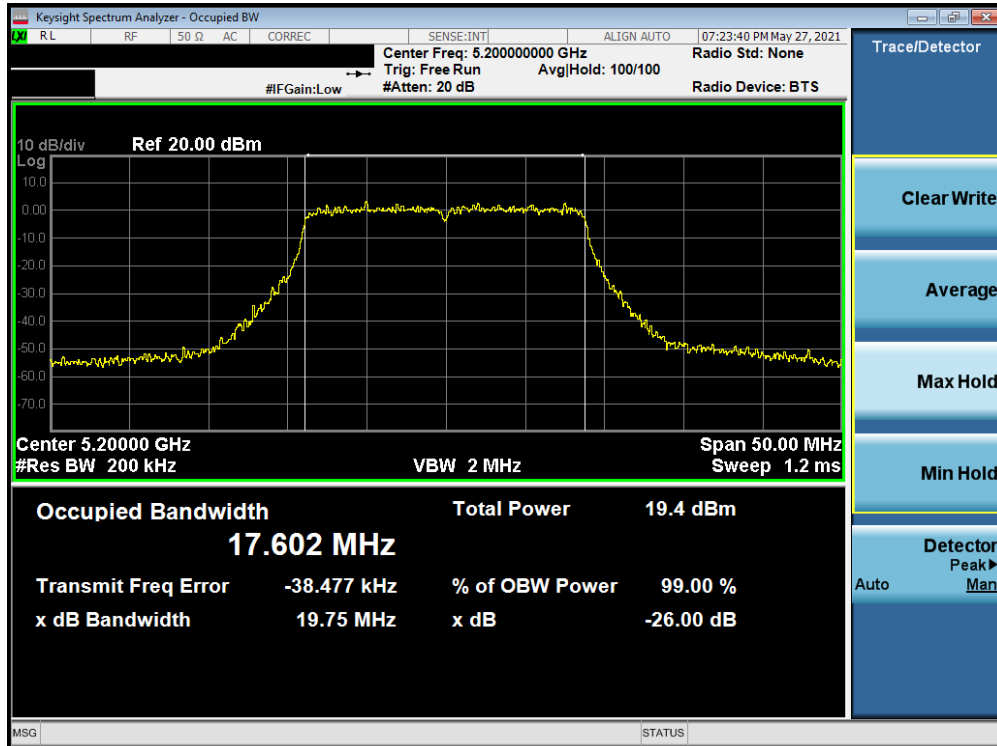 Keysight Spectrum Analyzer - Occupied BW
LXI RL RF 50 Ω AC CORREC SENSE:INT ALIGN AUTO 07:23:40 PM May 27, 2021
Center Freq: 5.200000000 GHz Radio Std: None
Trig: Free Run Avg|Hold: 100/100
#IFGain:Low #Atten: 20 dB Radio Device: BTS
10 dB/div Ref 20.00 dBm
Log
10.0
0.00
-10.0
-20.0
-30.0
-40.0
-50.0
-60.0
-70.0
Center 5.20000 GHz Span 50.00 MHz
#Res BW 200 kHz VBW 2 MHz Sweep 1.2 ms
Occupied Bandwidth Total Power 19.4 dBm
17.602 MHz
Transmit Freq Error -38.477 kHz % of OBW Power 99.00 %
x dB Bandwidth 19.75 MHz x dB -26.00 dB
MSG STATUS
Trace/Detector
Clear Write
Average
Max Hold
Min Hold
Detector
Peak▶
Auto Man